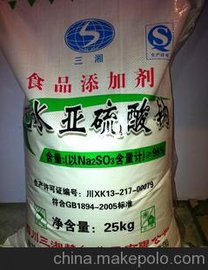 三湘
食品添加剂
水亚硫酸钠
含量:(以Na2SO3含量计)≥96%
生产许可证编号:川XK13-217-00079
符合GB1894-2005标准
净含量: 25kg
china.makepolo.com